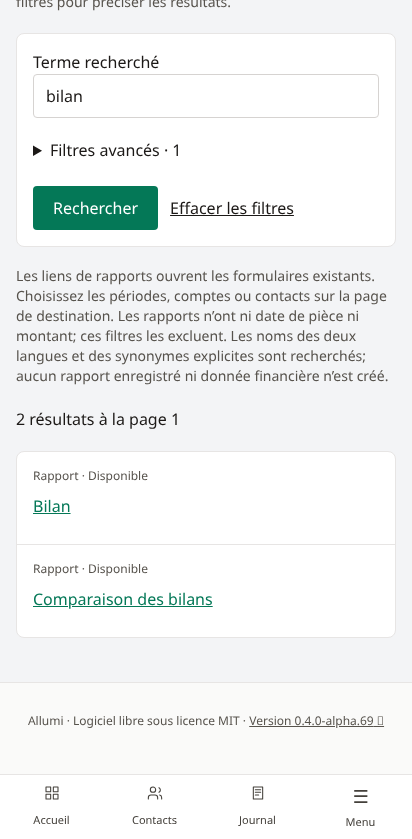 filtres pour préciser les résultats.
Terme recherché
bilan
Filtres avancés · 1
Rechercher
Effacer les filtres
Les liens de rapports ouvrent les formulaires existants.
Choisissez les périodes, comptes ou contacts sur la page
de destination. Les rapports n’ont ni date de pièce ni
montant; ces filtres les excluent. Les noms des deux
langues et des synonymes explicites sont recherchés;
aucun rapport enregistré ni donnée financière n’est créé.
2 résultats à la page 1
Rapport · Disponible
Bilan
Rapport · Disponible
Comparaison des bilans
Allumi · Logiciel libre sous licence MIT · Version 0.4.0-alpha.69
Accueil
Contacts
Journal
Menu